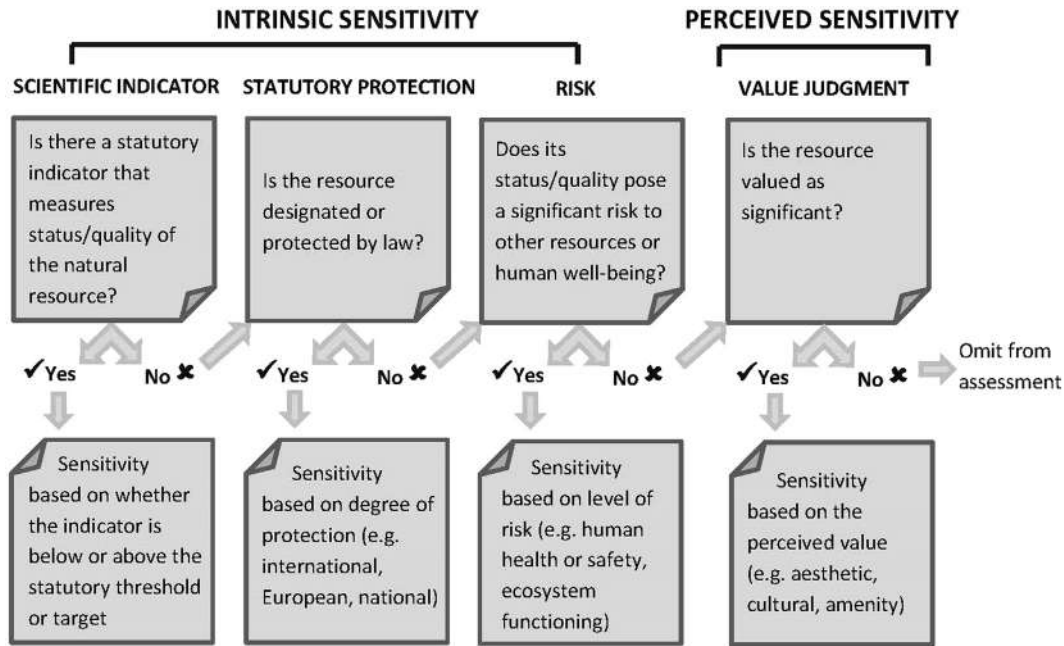 INTRINSIC SENSITIVITY
PERCEIVED SENSITIVITY
SCIENTIFIC INDICATOR
STATUTORY PROTECTION
RISK
VALUE JUDGMENT
Is there a statutory
indicator that
measures
status/quality of
the natural
resource?
Is the resource
designated or
protected by law?
Does its
status/quality pose
a significant risk to
other resources or
human well-being?
Is the resource
valued as
significant?
✓Yes
No ✖
✓Yes
No ✖
✓Yes
No ✖
✓Yes
No ✖
Omit from
assessment
Sensitivity
based on whether
the indicator is
below or above the
statutory threshold
or target
Sensitivity
based on degree of
protection (e.g.
international,
European, national)
Sensitivity
based on level of
risk (e.g. human
health or safety,
ecosystem
functioning)
Sensitivity
based on the
perceived value
(e.g. aesthetic,
cultural, amenity)